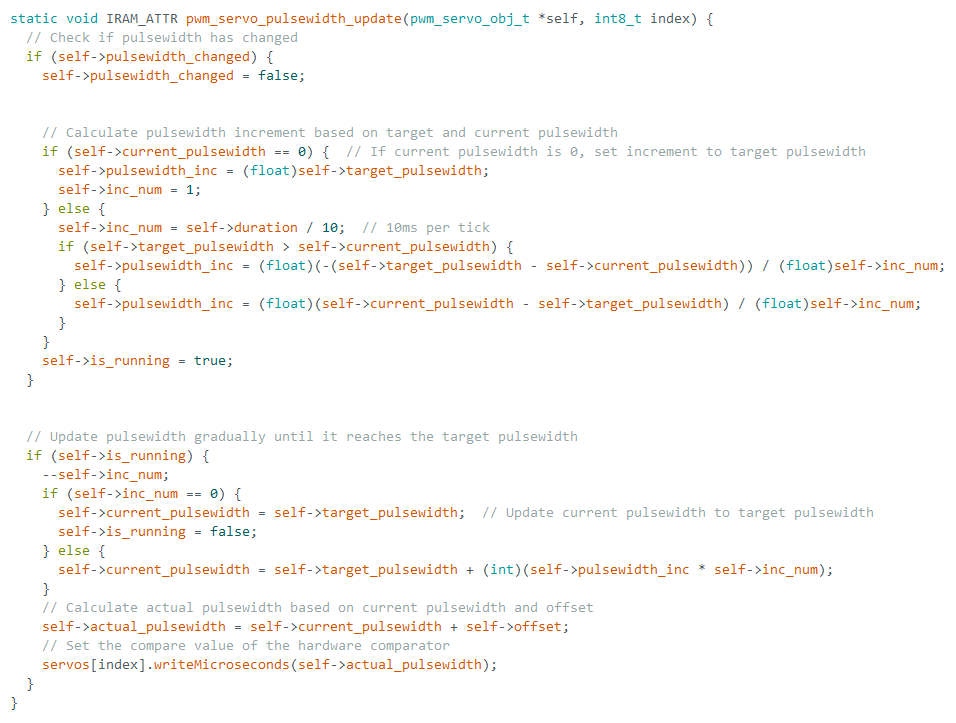 static void IRAM_ATTR pwm_servo_pulsewidth_update(pwm_servo_obj_t *self, int8_t index) {
  // Check if pulsewidth has changed
  if (self->pulsewidth_changed) {
    self->pulsewidth_changed = false;


    // Calculate pulsewidth increment based on target and current pulsewidth
    if (self->current_pulsewidth == 0) {  // If current pulsewidth is 0, set increment to target pulsewidth
      self->pulsewidth_inc = (float)self->target_pulsewidth;
      self->inc_num = 1;
    } else {
      self->inc_num = self->duration / 10;  // 10ms per tick
      if (self->target_pulsewidth > self->current_pulsewidth) {
        self->pulsewidth_inc = (float)(-(self->target_pulsewidth - self->current_pulsewidth)) / (float)self->inc_num;
      } else {
        self->pulsewidth_inc = (float)(self->current_pulsewidth - self->target_pulsewidth) / (float)self->inc_num;
      }
    }
    self->is_running = true;
  }


  // Update pulsewidth gradually until it reaches the target pulsewidth
  if (self->is_running) {
    --self->inc_num;
    if (self->inc_num == 0) {
      self->current_pulsewidth = self->target_pulsewidth;  // Update current pulsewidth to target pulsewidth
      self->is_running = false;
    } else {
      self->current_pulsewidth = self->target_pulsewidth + (int)(self->pulsewidth_inc * self->inc_num);
    }
    // Calculate actual pulsewidth based on current pulsewidth and offset
    self->actual_pulsewidth = self->current_pulsewidth + self->offset;
    // Set the compare value of the hardware comparator
    servos[index].writeMicroseconds(self->actual_pulsewidth);
  }
}